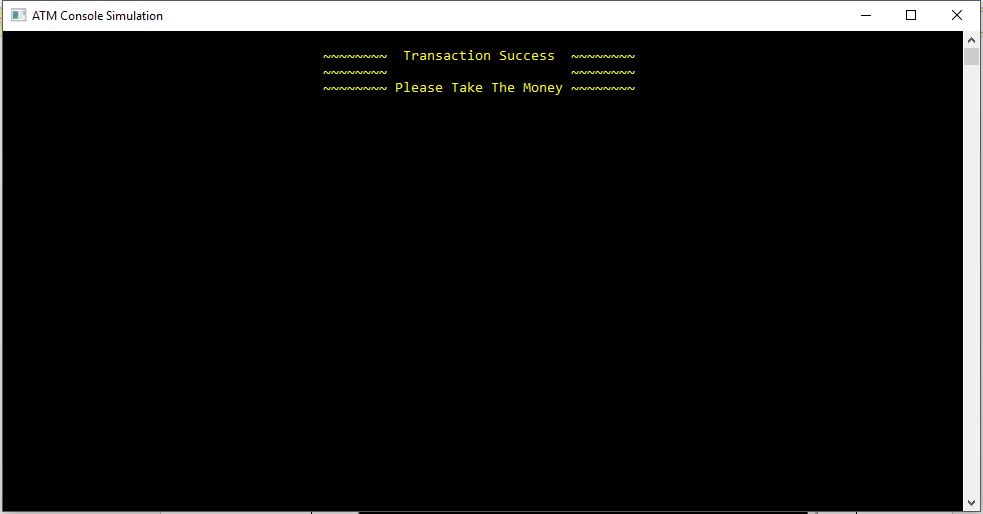 ATM Console Simulation
~~~~~~~~  Transaction Success  ~~~~~~~~
~~~~~~~~                       ~~~~~~~~
~~~~~~~~ Please Take The Money ~~~~~~~~